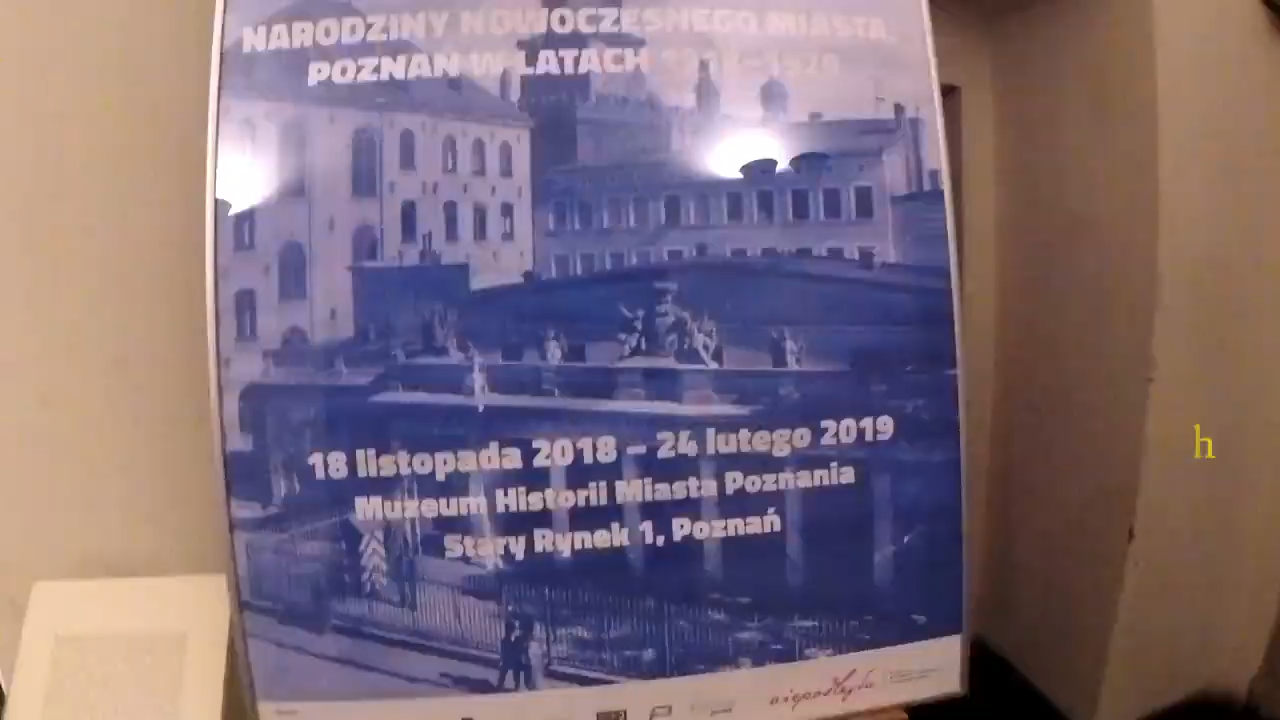 NARODZINY NOWOCZESNEGO MIASTA.
POZNAŃ W LATACH
18 listopada 2018 – 24 lutego 2019
Muzeum Historii Miasta Poznania
Stary Rynek 1, Poznań
h
niepodległa